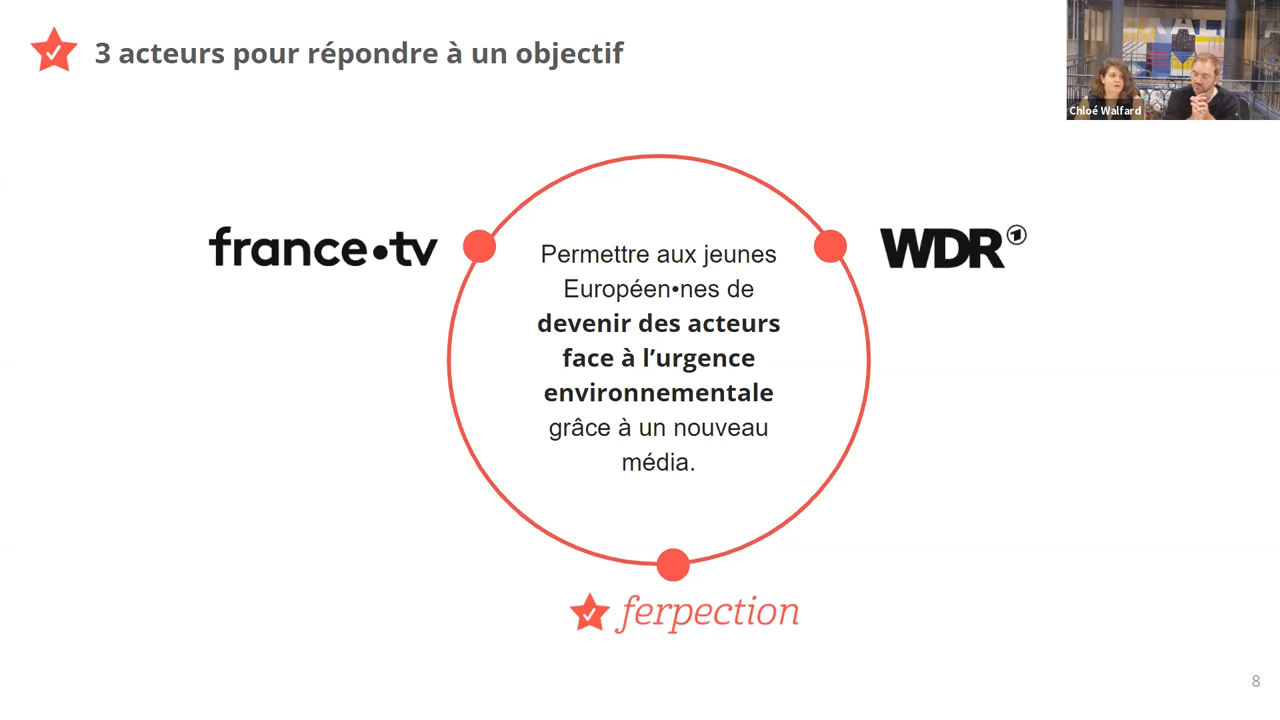 3 acteurs pour répondre à un objectif
Chloé Walfard
france•tv
WDR
Permettre aux jeunes
Européen•nes de
devenir des acteurs
face à l’urgence
environnementale
grâce à un nouveau
média.
ferpection
8